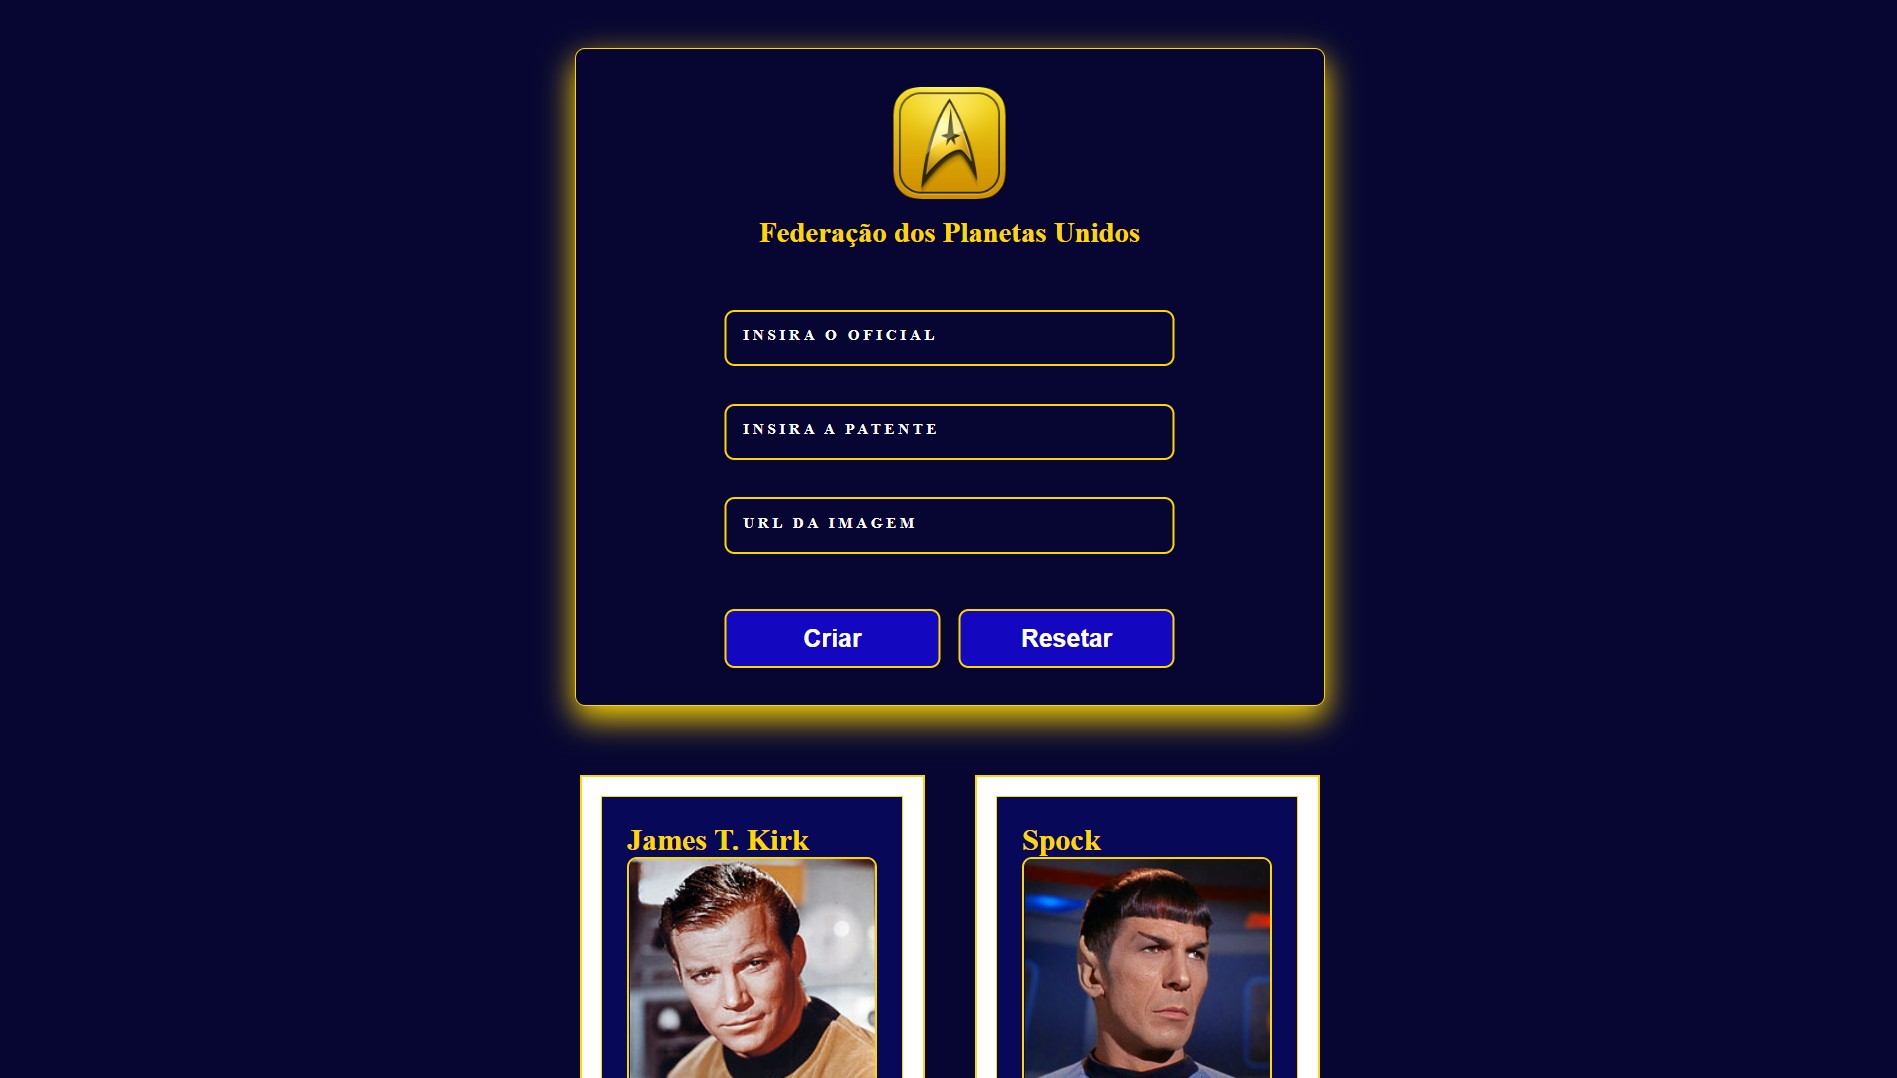 Federação dos Planetas Unidos
INSIRA O OFICIAL
INSIRA A PATENTE
URL DA IMAGEM
Criar
Resetar
James T. Kirk
Spock